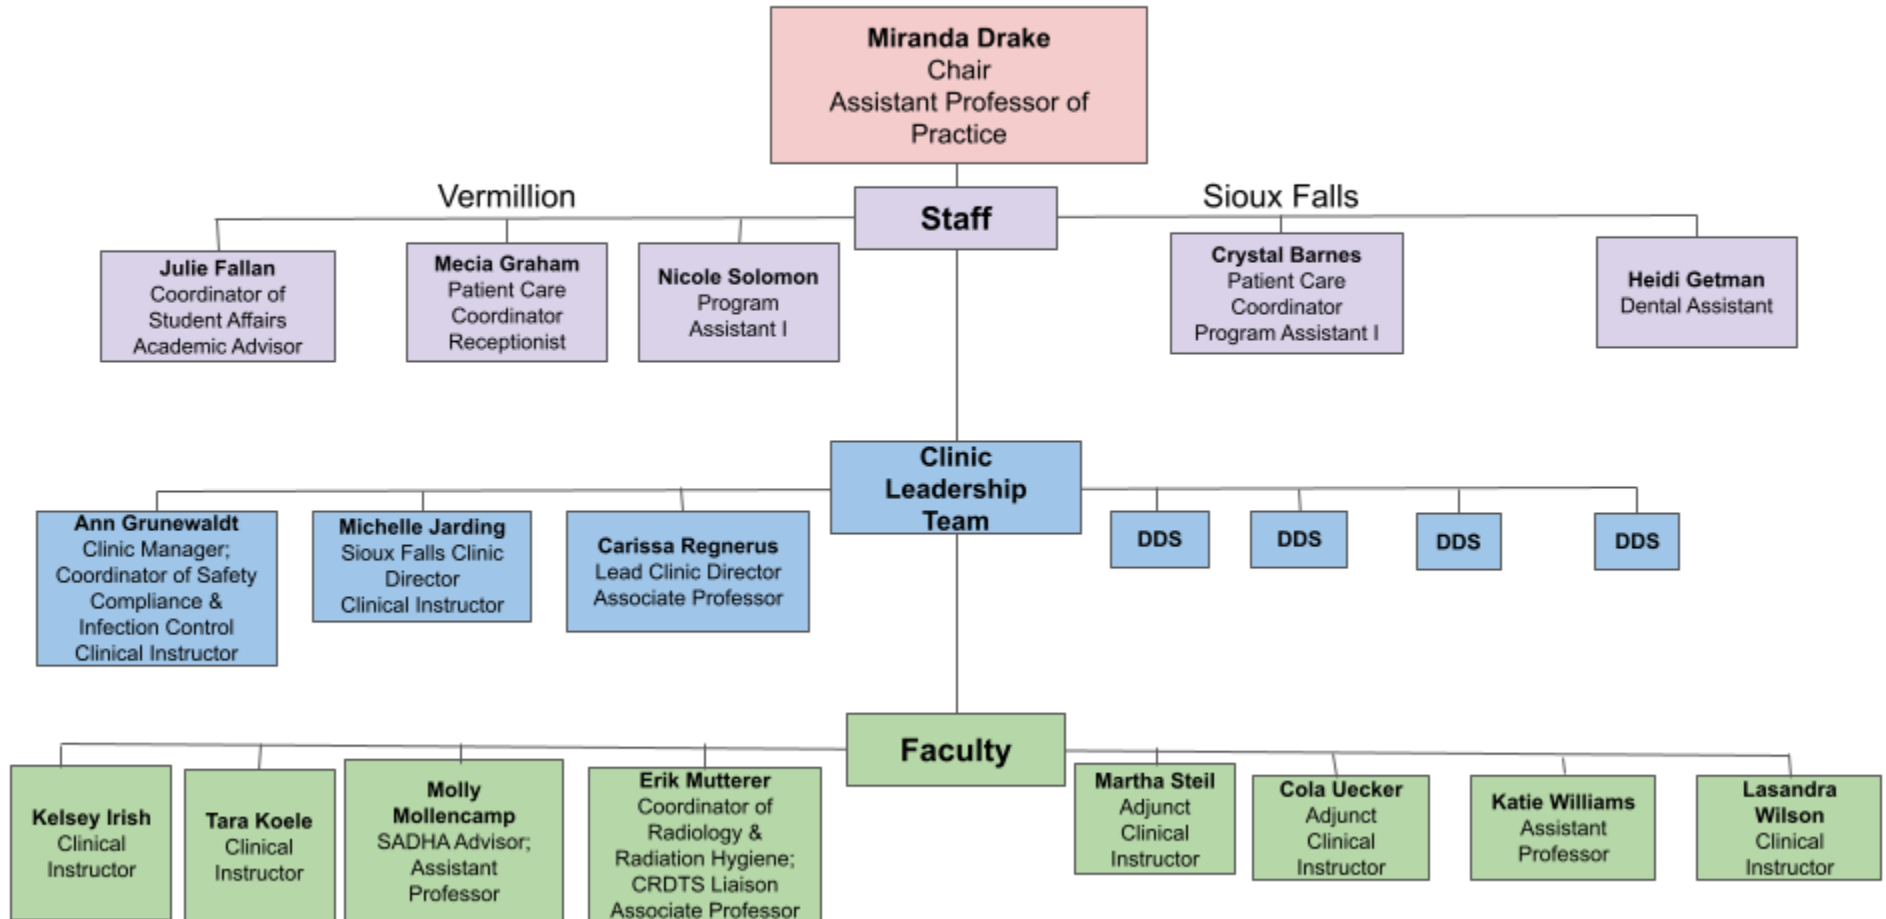 Miranda Drake
Chair
Assistant Professor of
Practice
Vermillion
Staff
Sioux Falls
Julie Fallan
Coordinator of
Student Affairs
Academic Advisor
Mecia Graham
Patient Care
Coordinator
Receptionist
Nicole Solomon
Program
Assistant I
Crystal Barnes
Patient Care
Coordinator
Program Assistant I
Heidi Getman
Dental Assistant
Clinic
Leadership
Team
Ann Grunewaldt
Clinic Manager;
Coordinator of Safety
Compliance &
Infection Control
Clinical Instructor
Michelle Jarding
Sioux Falls Clinic
Director
Clinical Instructor
Carissa Regnerus
Lead Clinic Director
Associate Professor
DDS
DDS
DDS
DDS
Faculty
Kelsey Irish
Clinical
Instructor
Tara Koele
Clinical
Instructor
Molly
Mollencamp
SADHA Advisor;
Assistant
Professor
Erik Mutterer
Coordinator of
Radiology &
Radiation Hygiene;
CRDTS Liaison
Associate Professor
Martha Steil
Adjunct
Clinical
Instructor
Cola Uecker
Adjunct
Clinical
Instructor
Katie Williams
Assistant
Professor
Lasandra
Wilson
Clinical
Instructor